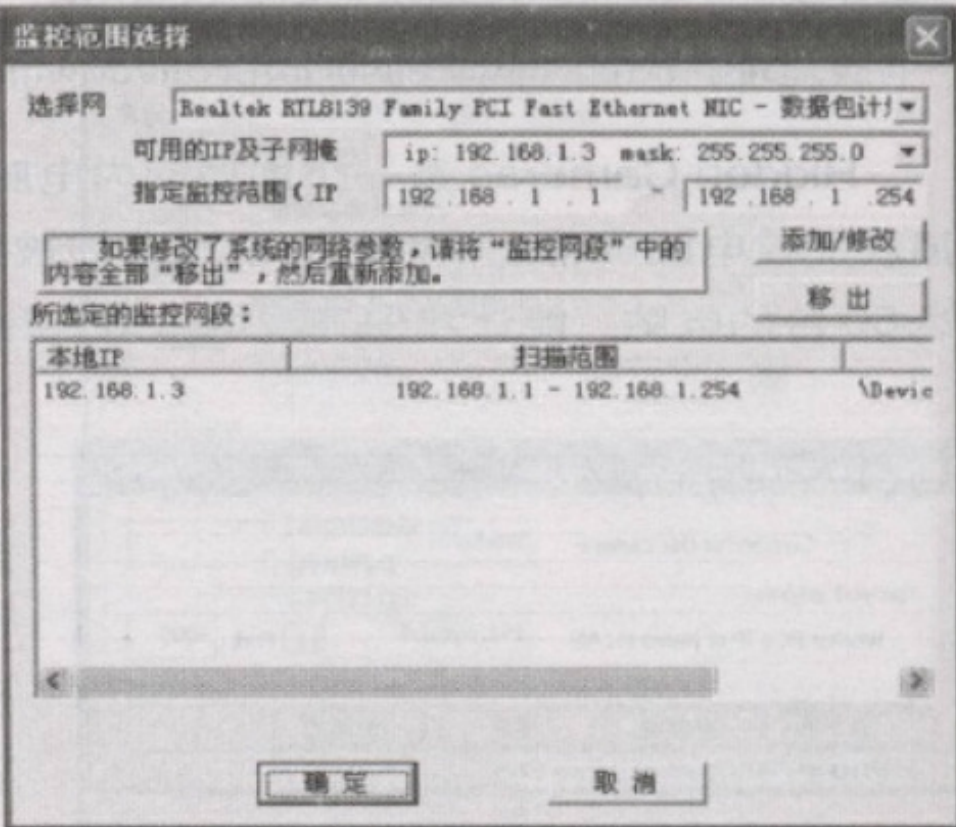 监控范围选择
选择网 Realtek RTL8139 Family PCI Fast Ethernet NIC - 数据包计
可用的IP及子网掩 ip: 192.168.1.3 mask: 255.255.255.0
指定监控范围( IP 192 .168 . 1 . 1 - 192 .168 . 1 .254
如果修改了系统的网络参数，请将“监控网段”中的
内容全部“移出”，然后重新添加。
添加/修改
移 出
所选定的监控网段：
本地IP 扫描范围
192.168.1.3 192.168.1.1 - 192.168.1.254 \Devic
确 定 取 消